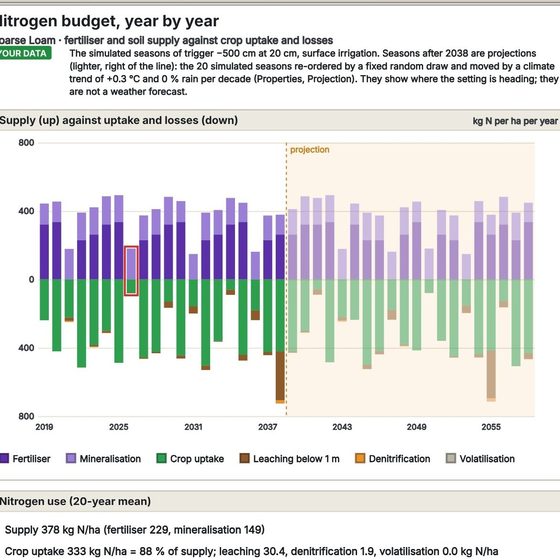 itrogen budget, year by year
oarse Loam · fertiliser and soil supply against crop uptake and losses
YOUR DATA
The simulated seasons of trigger −500 cm at 20 cm, surface irrigation. Seasons after 2038 are projections
(lighter, right of the line): the 20 simulated seasons re-ordered by a fixed random draw and moved by a climate
trend of +0.3 °C and 0 % rain per decade (Properties, Projection). They show where the setting is heading; they
are not a weather forecast.
Supply (up) against uptake and losses (down)
kg N per ha per year
800
projection
400
0
400
800
2019 2025 2031 2037 2043 2049 2055
Fertiliser Mineralisation Crop uptake Leaching below 1 m Denitrification Volatilisation
Nitrogen use (20-year mean)
Supply 378 kg N/ha (fertiliser 229, mineralisation 149)
Crop uptake 333 kg N/ha = 88 % of supply; leaching 30.4, denitrification 1.9, volatilisation 0.0 kg N/ha